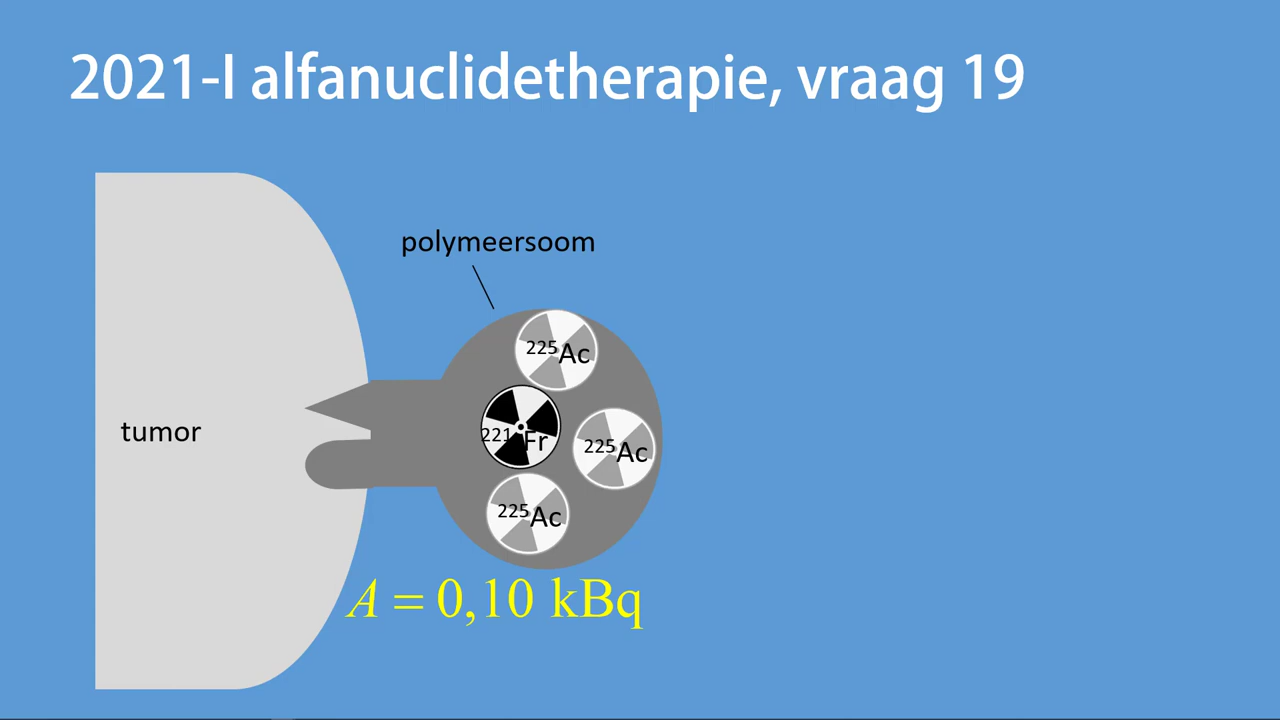 2021-I alfanuclidetherapie, vraag 19
polymeersoom
225Ac
tumor
221Fr
225Ac
225Ac
A = 0,10 kBq